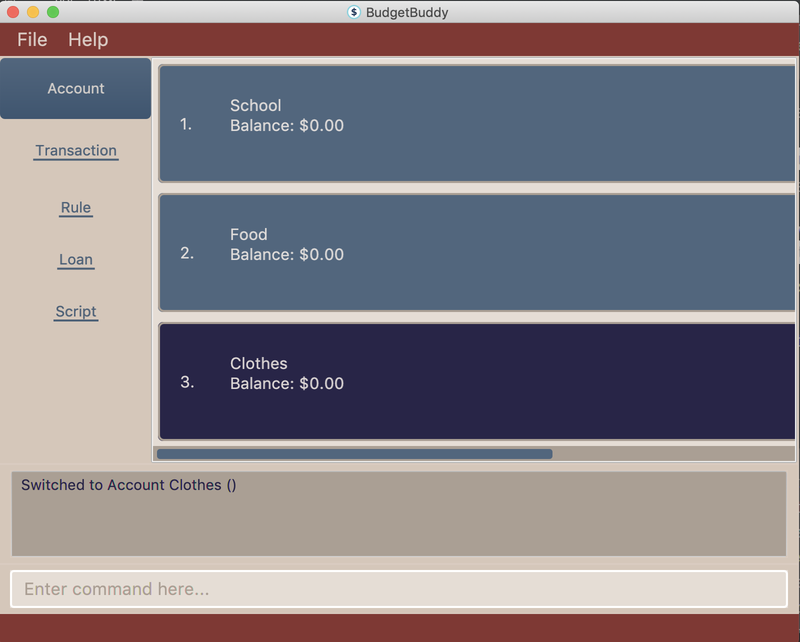 $ BudgetBuddy
File Help
Account
Transaction
Rule
Loan
Script
1.
School
Balance: $0.00
2.
Food
Balance: $0.00
3.
Clothes
Balance: $0.00
Switched to Account Clothes ()
Enter command here...